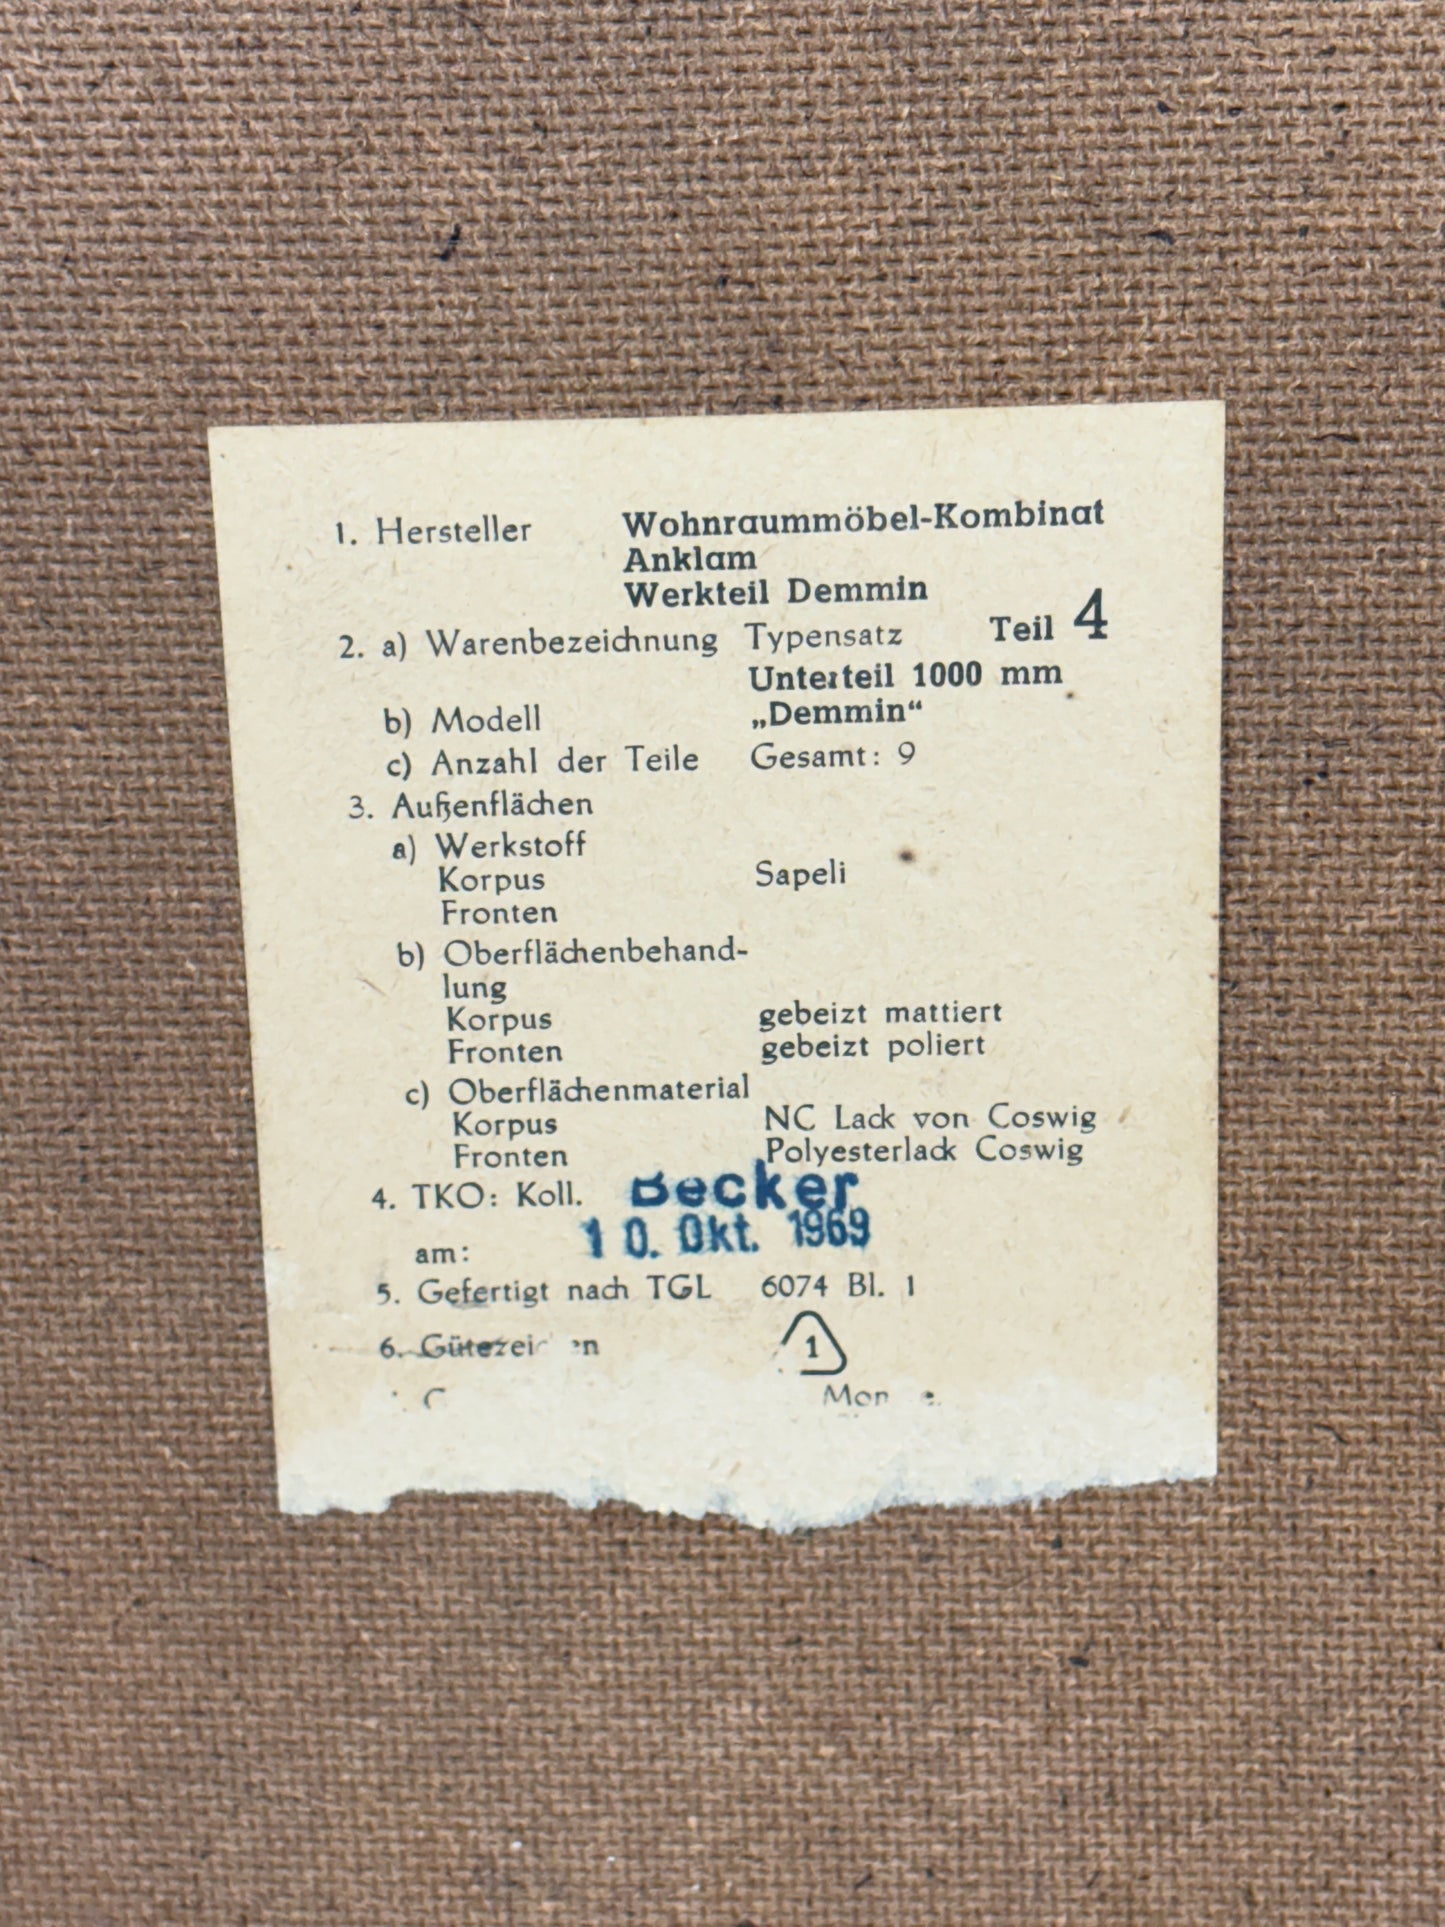 1. Hersteller Wohnraummöbel-Kombinat
Anklam
Werkteil Demmin
2. a) Warenbezeichnung Typensatz Teil 4
Unterteil 1000 mm
b) Modell „Demmin“
c) Anzahl der Teile Gesamt: 9
3. Außenflächen
a) Werkstoff
Korpus Sapeli
Fronten
b) Oberflächenbehand-
lung
Korpus gebeizt mattiert
Fronten gebeizt poliert
c) Oberflächenmaterial
Korpus NC Lack von Coswig
Fronten Polyesterlack Coswig
4. TKO: Koll. Becker
am: 10. Okt. 1969
5. Gefertigt nach TGL 6074 Bl. 1
6. Gütezeichen 1